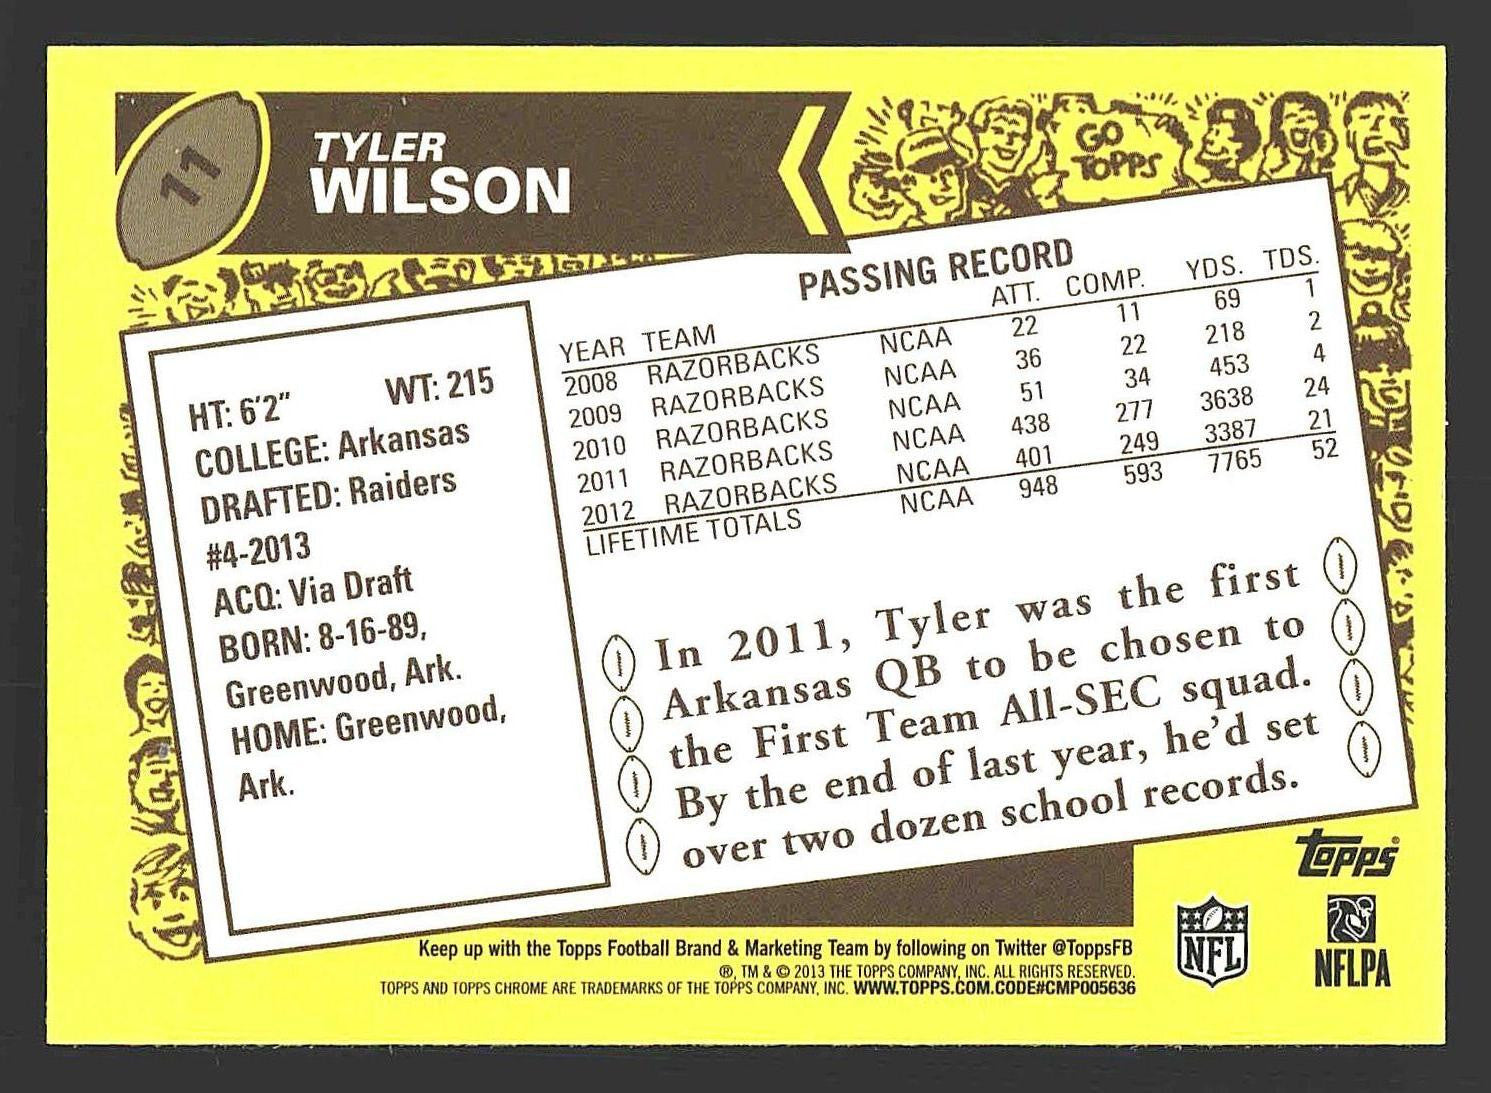 11
TYLER
WILSON
GO
TOPPS
HT: 6'2" WT: 215
COLLEGE: Arkansas
DRAFTED: Raiders
#4-2013
ACQ: Via Draft
BORN: 8-16-89,
Greenwood, Ark.
HOME: Greenwood,
Ark.
PASSING RECORD
YEAR TEAM ATT. COMP. YDS. TDS.
2008 RAZORBACKS NCAA 22 11 69 1
2009 RAZORBACKS NCAA 36 22 218 2
2010 RAZORBACKS NCAA 51 34 453 4
2011 RAZORBACKS NCAA 438 277 3638 24
2012 RAZORBACKS NCAA 401 249 3387 21
LIFETIME TOTALS NCAA 948 593 7765 52
In 2011, Tyler was the first
Arkansas QB to be chosen to
the First Team All-SEC squad.
By the end of last year, he'd set
over two dozen school records.
Topps®
NFL
NFLPA
Keep up with the Topps Football Brand & Marketing Team by following on Twitter @ToppsFB
®, TM & © 2013 THE TOPPS COMPANY, INC. ALL RIGHTS RESERVED.
TOPPS AND TOPPS CHROME ARE TRADEMARKS OF THE TOPPS COMPANY, INC. WWW.TOPPS.COM.CODE#CMP005636